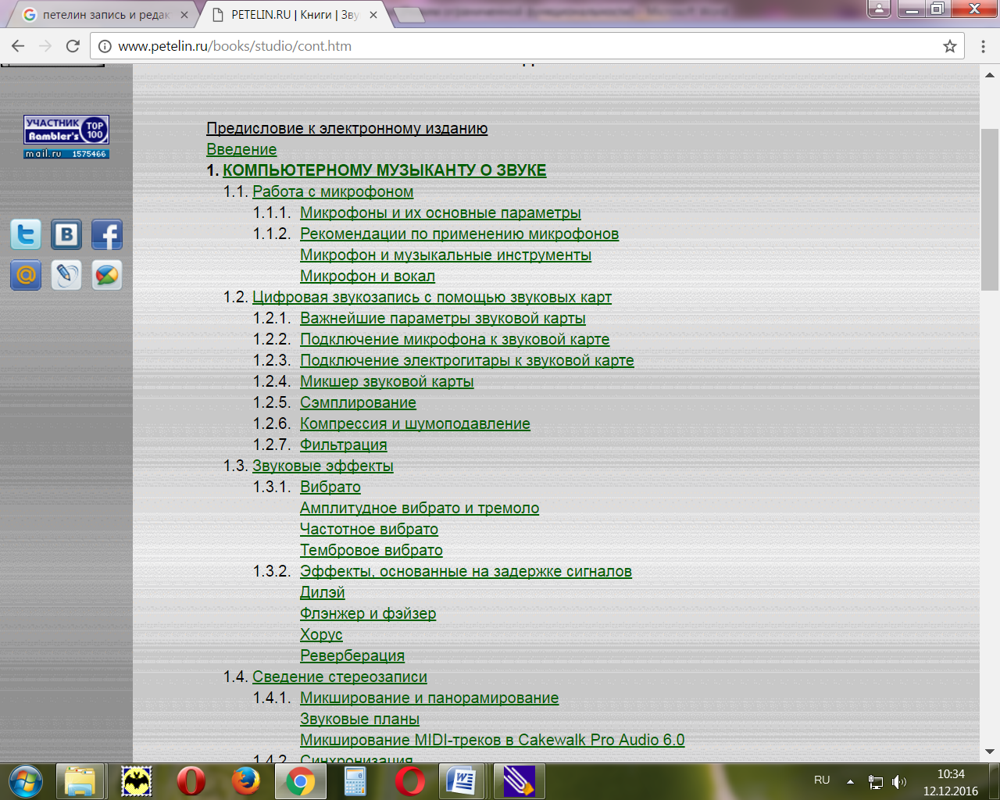 петелин запись и редак
PETELIN.RU | Книги | Зву
www.petelin.ru/books/studio/cont.htm
УЧАСТНИК
Rambler's
TOP
100
mail.ru 1575466
Предисловие к электронному изданию
Введение
1. КОМПЬЮТЕРНОМУ МУЗЫКАНТУ О ЗВУКЕ
1.1. Работа с микрофоном
1.1.1. Микрофоны и их основные параметры
1.1.2. Рекомендации по применению микрофонов
Микрофон и музыкальные инструменты
Микрофон и вокал
1.2. Цифровая звукозапись с помощью звуковых карт
1.2.1. Важнейшие параметры звуковой карты
1.2.2. Подключение микрофона к звуковой карте
1.2.3. Подключение электрогитары к звуковой карте
1.2.4. Микшер звуковой карты
1.2.5. Сэмплирование
1.2.6. Компрессия и шумоподавление
1.2.7. Фильтрация
1.3. Звуковые эффекты
1.3.1. Вибрато
Амплитудное вибрато и тремоло
Частотное вибрато
Тембровое вибрато
1.3.2. Эффекты, основанные на задержке сигналов
Дилэй
Флэнжер и фэйзер
Хорус
Реверберация
1.4. Сведение стереозаписи
1.4.1. Микширование и панорамирование
Звуковые планы
Микширование MIDI-треков в Cakewalk Pro Audio 6.0
1.4.2. Синхронизация
RU
10:34
12.12.2016